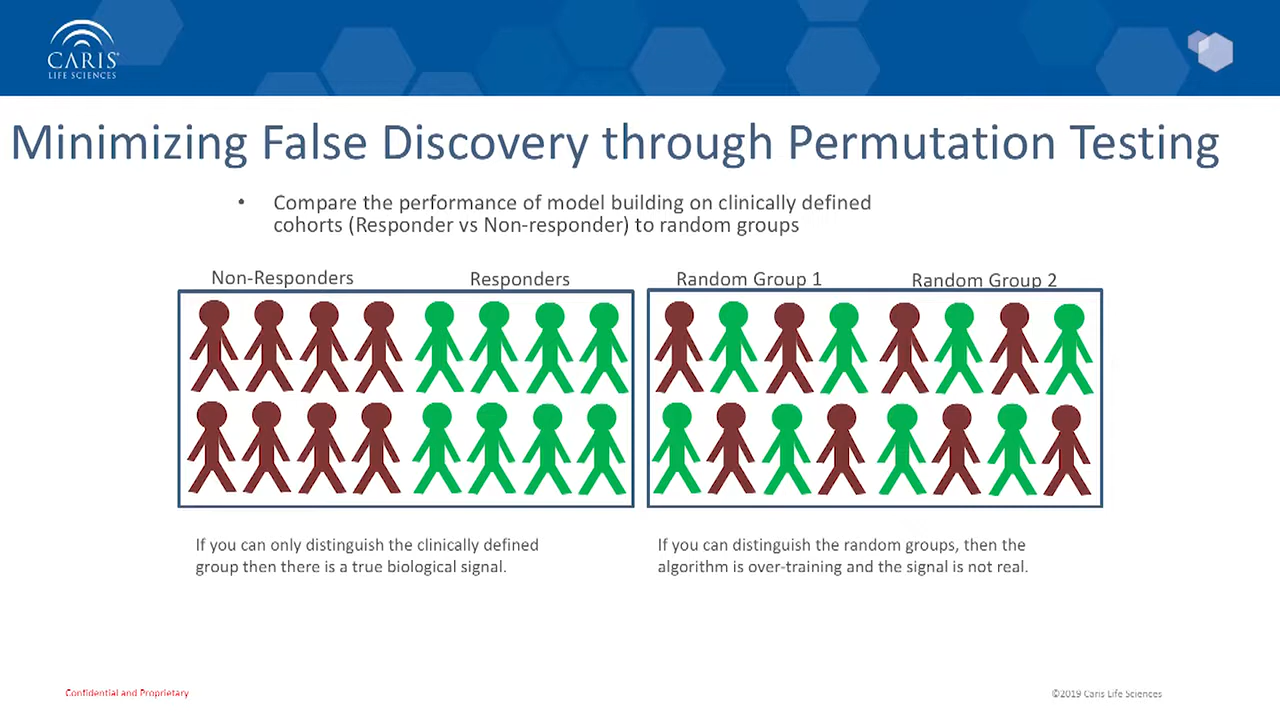 CARIS
LIFE SCIENCES
Minimizing False Discovery through Permutation Testing
• Compare the performance of model building on clinically defined
cohorts (Responder vs Non-responder) to random groups
Non-Responders
Responders
Random Group 1
Random Group 2
If you can only distinguish the clinically defined
group then there is a true biological signal.
If you can distinguish the random groups, then the
algorithm is over-training and the signal is not real.
Confidential and Proprietary
©2019 Caris Life Sciences